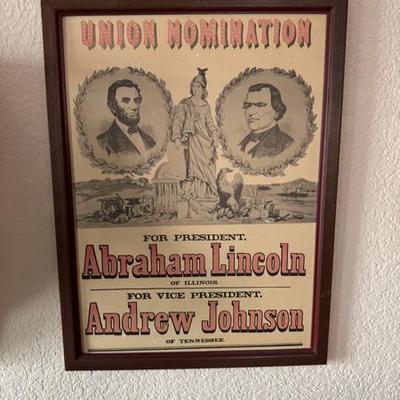 UNION NOMINATION
FOR PRESIDENT,
Abraham Lincoln
OF ILLINOIS.
FOR VICE PRESIDENT,
Andrew Johnson
OF TENNESSEE.